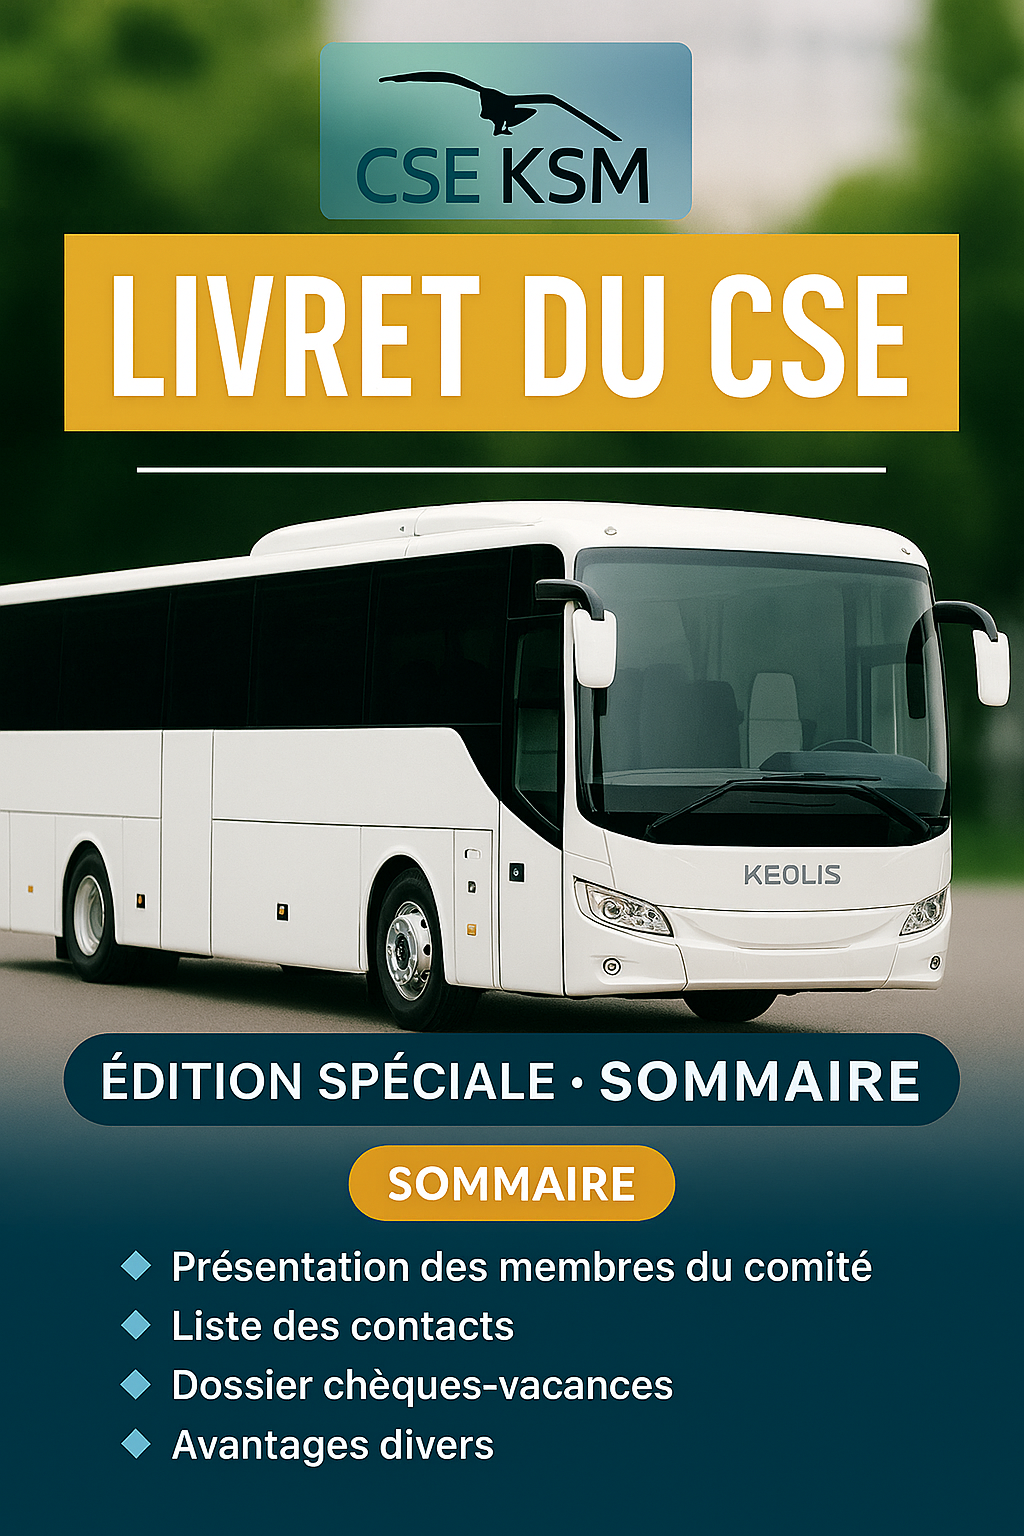 CSE KSM
LIVRET DU CSE
KEOLIS
ÉDITION SPÉCIALE · SOMMAIRE
SOMMAIRE
Présentation des membres du comité
Liste des contacts
Dossier chèques-vacances
Avantages divers